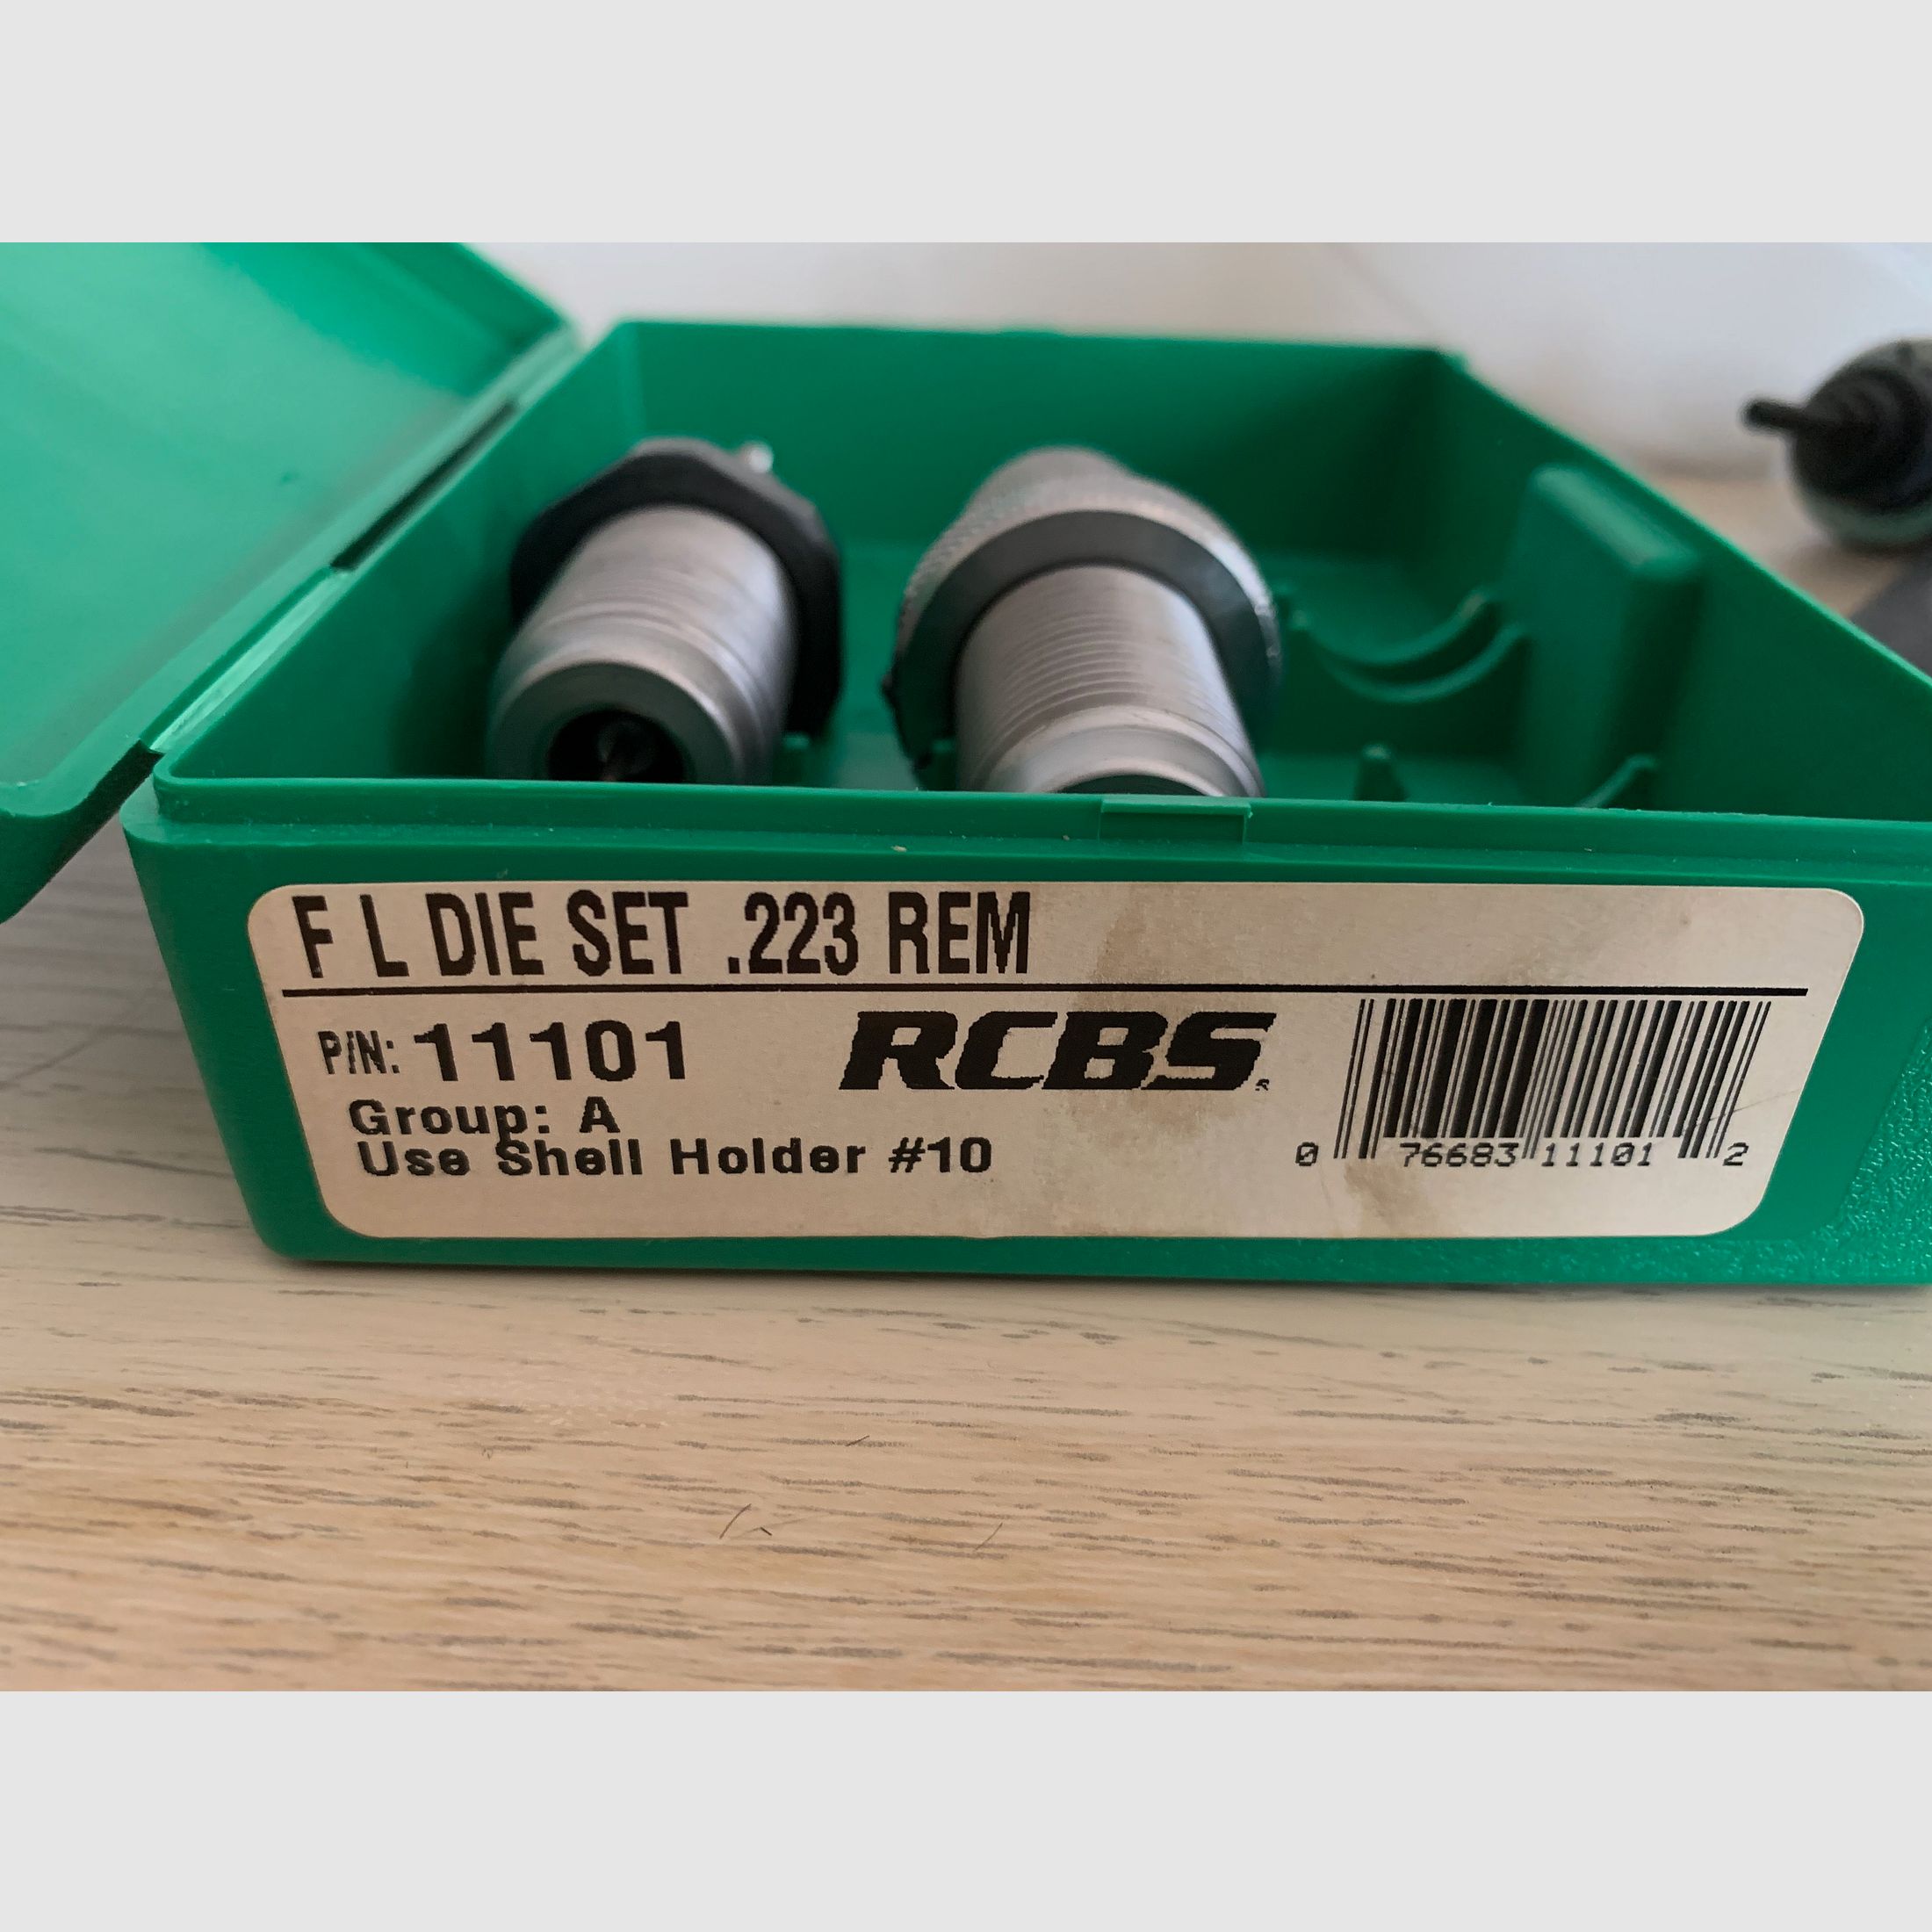 F L DIE SET .223 REM
P/N: 11101
RCBS
Group: A
Use Shell Holder #10
0 76683 11101 2